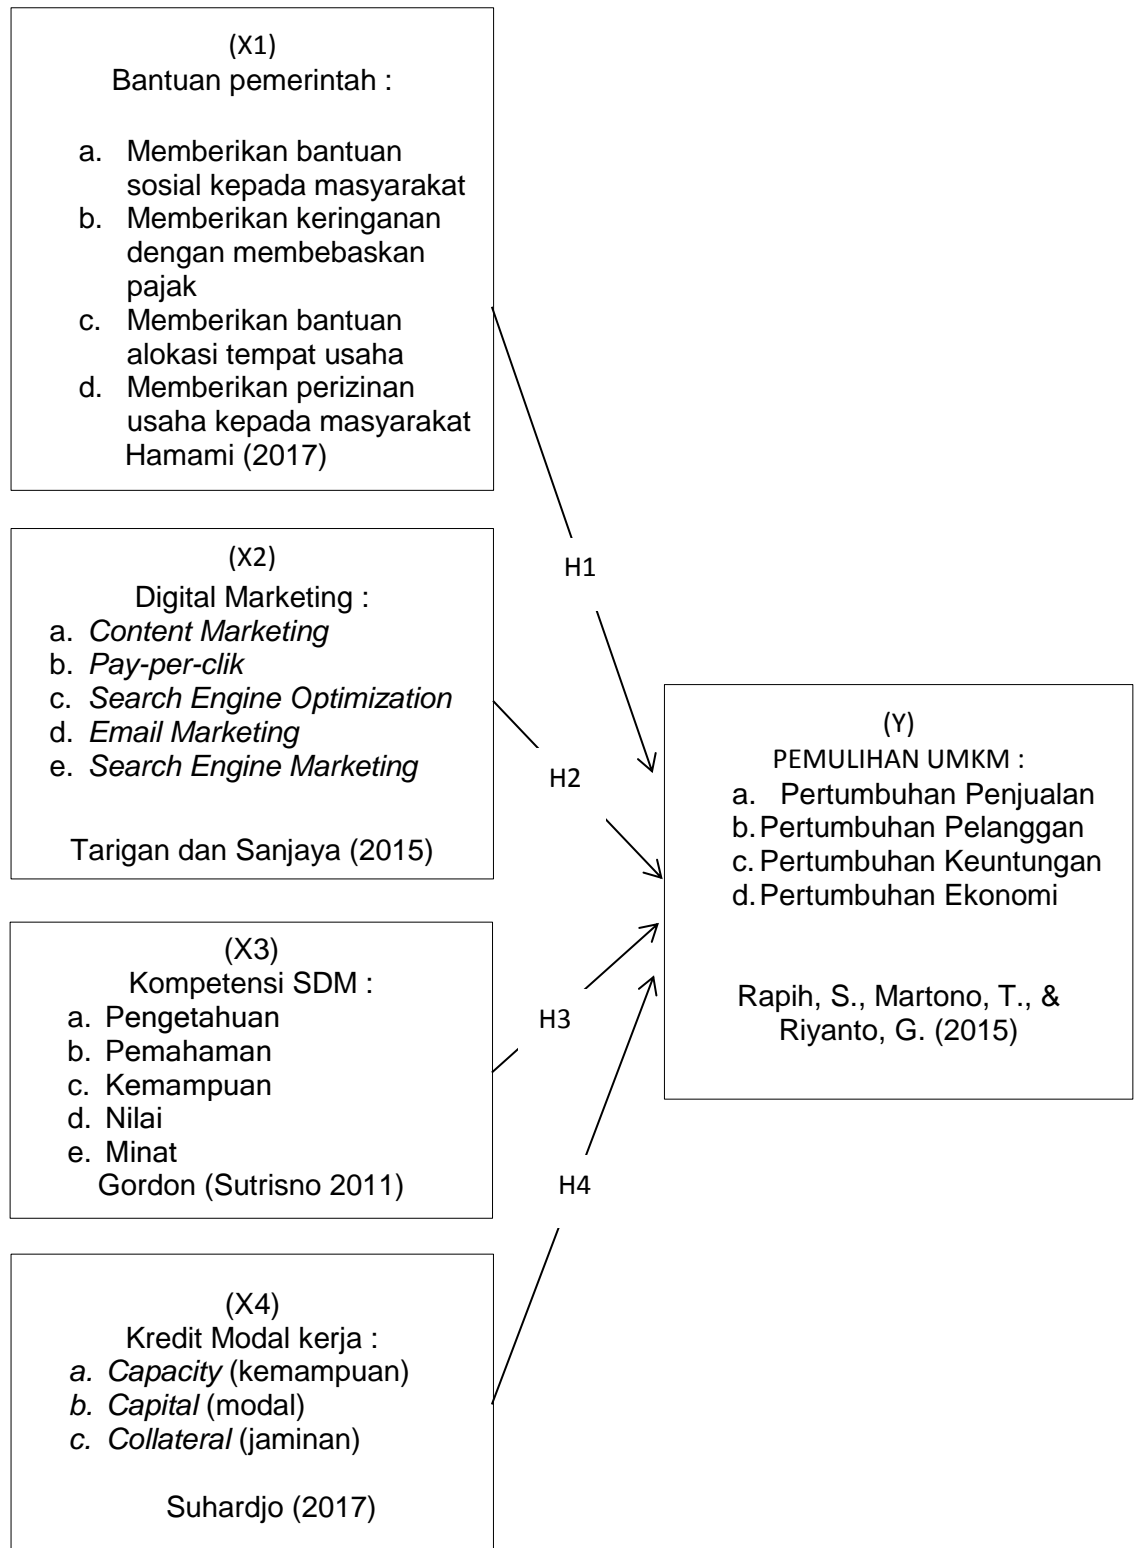 (X1)
Bantuan pemerintah :
a. Memberikan bantuan
sosial kepada masyarakat
b. Memberikan keringanan
dengan membebaskan
pajak
c. Memberikan bantuan
alokasi tempat usaha
d. Memberikan perizinan
usaha kepada masyarakat
Hamami (2017)
(X2)
Digital Marketing :
a. Content Marketing
b. Pay-per-clik
c. Search Engine Optimization
d. Email Marketing
e. Search Engine Marketing
Tarigan dan Sanjaya (2015)
(X3)
Kompetensi SDM :
a. Pengetahuan
b. Pemahaman
c. Kemampuan
d. Nilai
e. Minat
Gordon (Sutrisno 2011)
(X4)
Kredit Modal kerja :
a. Capacity (kemampuan)
b. Capital (modal)
c. Collateral (jaminan)
Suhardjo (2017)
H1
H2
H3
H4
(Y)
PEMULIHAN UMKM :
a. Pertumbuhan Penjualan
b. Pertumbuhan Pelanggan
c. Pertumbuhan Keuntungan
d. Pertumbuhan Ekonomi
Rapih, S., Martono, T., &
Riyanto, G. (2015)